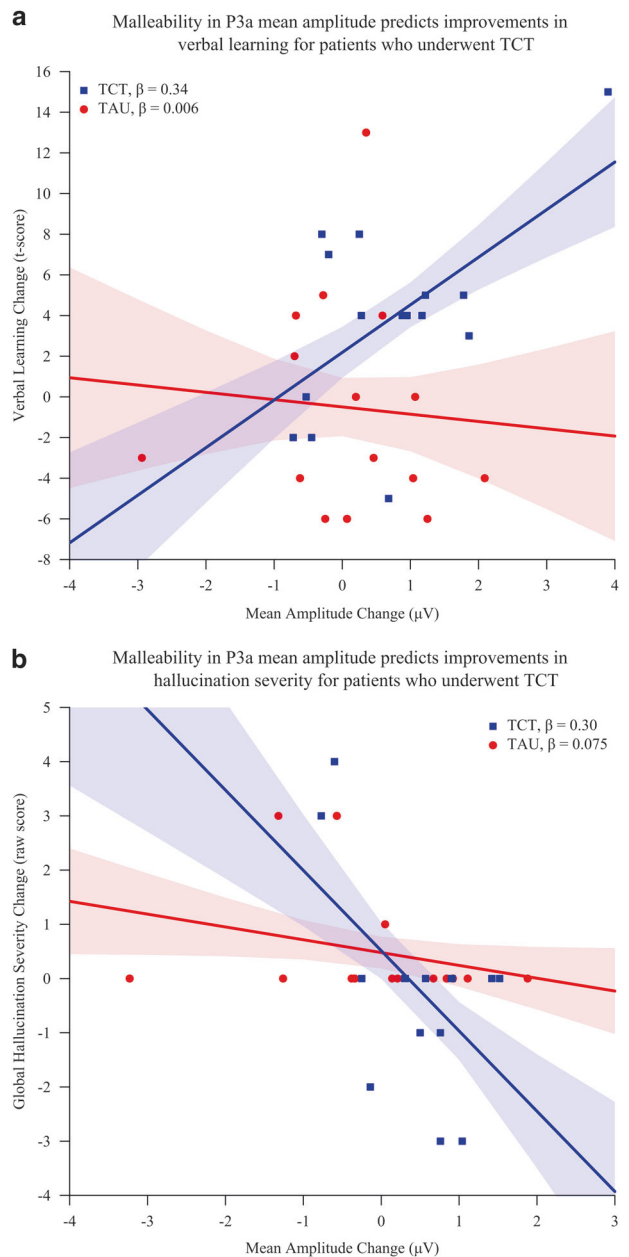 a
Malleability in P3a mean amplitude predicts improvements in
verbal learning for patients who underwent TCT
TCT, β = 0.34
TAU, β = 0.006
16
14
12
10
8
6
4
2
0
-2
-4
-6
-8
Verbal Learning Change (t-score)
-4 -3 -2 -1 0 1 2 3 4
Mean Amplitude Change (µV)
b
Malleability in P3a mean amplitude predicts improvements in
hallucination severity for patients who underwent TCT
TCT, β = 0.30
TAU, β = 0.075
5
4
3
2
1
0
-1
-2
-3
-4
Global Hallucination Severity Change (raw score)
-4 -3 -2 -1 0 1 2 3
Mean Amplitude Change (µV)